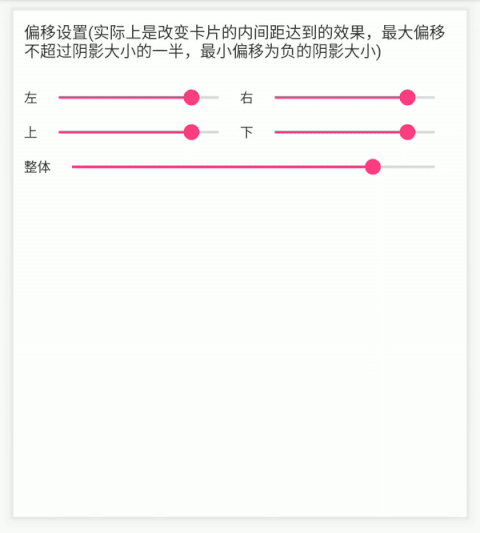 偏移设置(实际上是改变卡片的内间距达到的效果，最大偏移
不超过阴影大小的一半，最小偏移为负的阴影大小)
左 右
上 下
整体